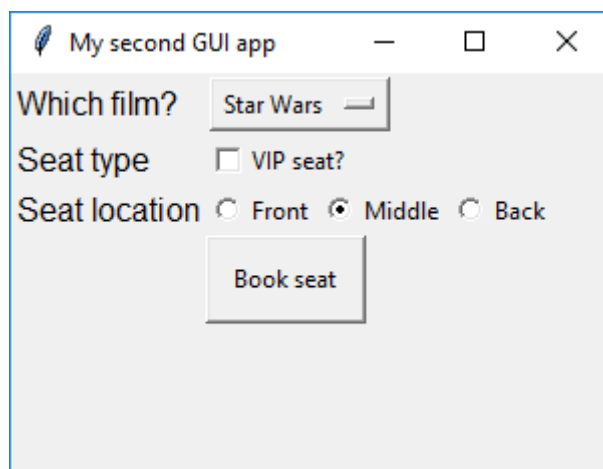 My second GUI app
Which film? Star Wars
Seat type VIP seat?
Seat location Front Middle Back
Book seat